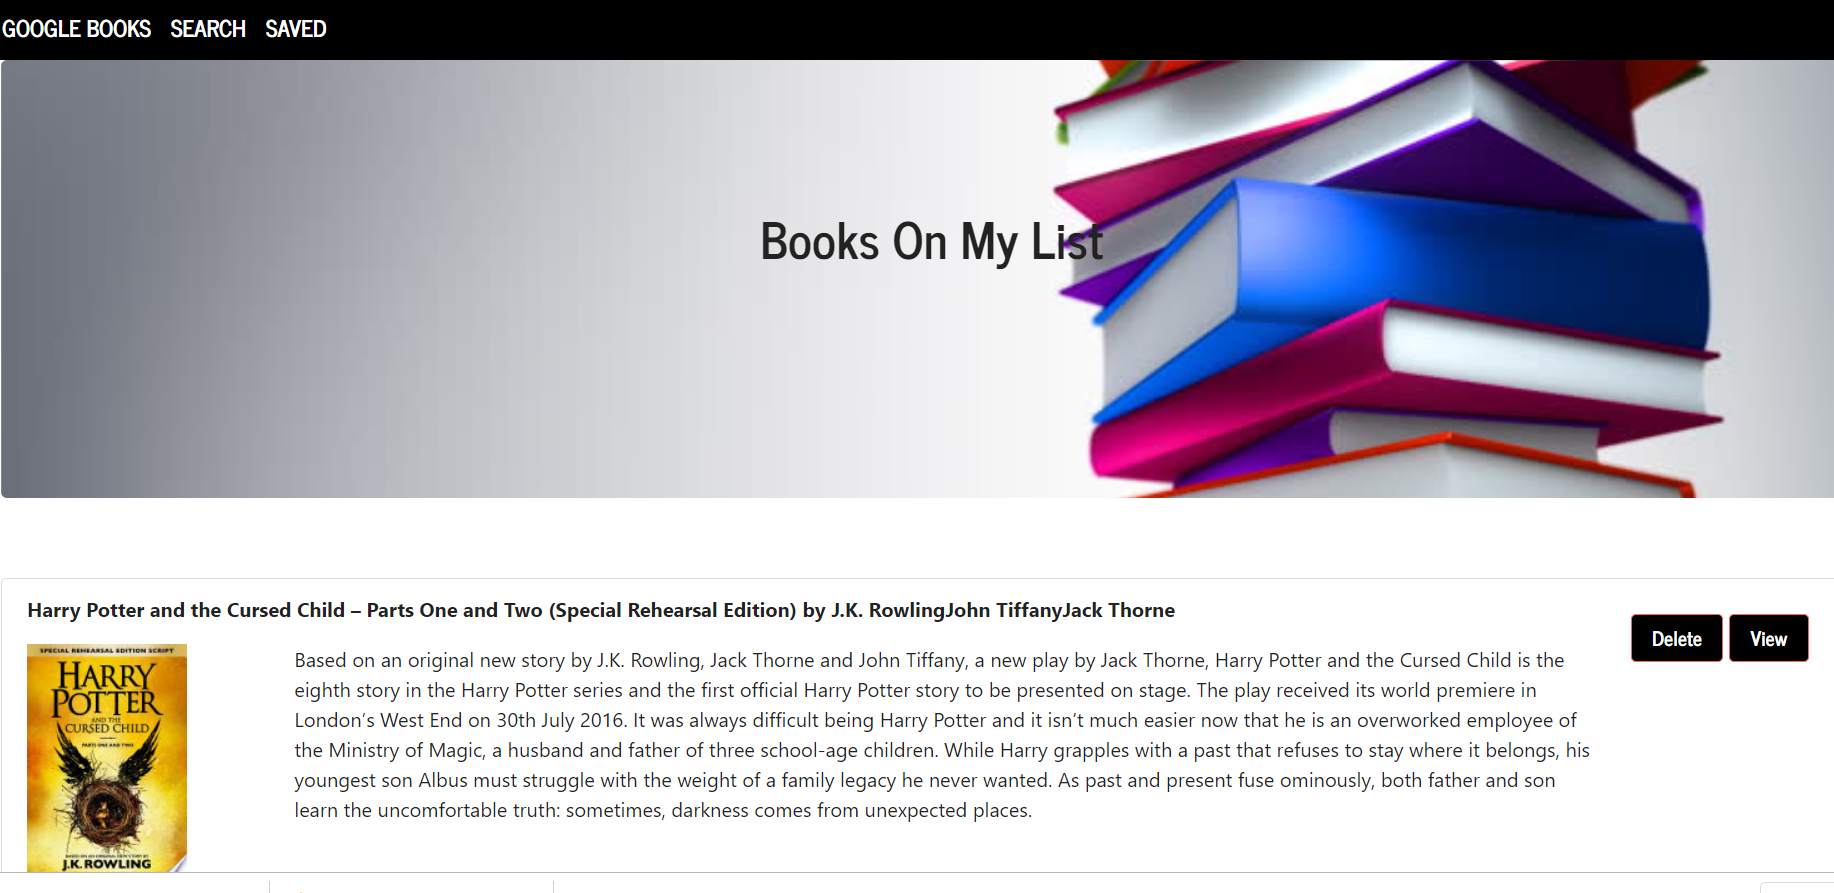 GOOGLE BOOKS SEARCH SAVED
Books On My List
Harry Potter and the Cursed Child – Parts One and Two (Special Rehearsal Edition) by J.K. RowlingJohn TiffanyJack Thorne
Delete View
SPECIAL REHEARSAL EDITION SCRIPT
HARRY
POTTER
AND THE
CURSED CHILD
PARTS ONE AND TWO
BASED ON AN ORIGINAL NEW STORY BY
J.K.ROWLING
Based on an original new story by J.K. Rowling, Jack Thorne and John Tiffany, a new play by Jack Thorne, Harry Potter and the Cursed Child is the
eighth story in the Harry Potter series and the first official Harry Potter story to be presented on stage. The play received its world premiere in
London’s West End on 30th July 2016. It was always difficult being Harry Potter and it isn’t much easier now that he is an overworked employee of
the Ministry of Magic, a husband and father of three school-age children. While Harry grapples with a past that refuses to stay where it belongs, his
youngest son Albus must struggle with the weight of a family legacy he never wanted. As past and present fuse ominously, both father and son
learn the uncomfortable truth: sometimes, darkness comes from unexpected places.